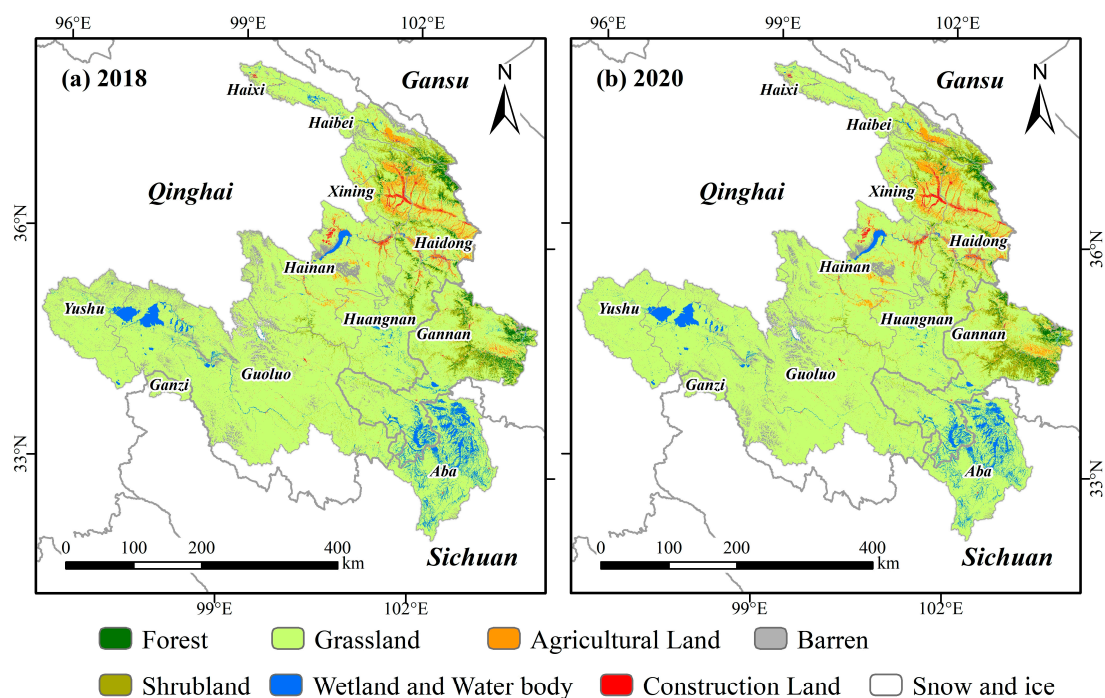 96°E 99°E 102°E 96°E 99°E 102°E
(a) 2018
Gansu
N
Haixi
Haibei
Qinghai
Xining
36°N
Haidong
Hainan
Yushu
Huangnan
Gannan
Guoluo
Ganzi
33°N
Aba
Sichuan
0 100 200 400
km
99°E 102°E
(b) 2020
Gansu
N
Haixi
Haibei
Qinghai
Xining
36°N
Haidong
Hainan
Yushu
Huangnan
Gannan
Guoluo
Ganzi
33°N
Aba
Sichuan
0 100 200 400
km
99°E 102°E
Forest Grassland Agricultural Land Barren
Shrubland Wetland and Water body Construction Land Snow and ice